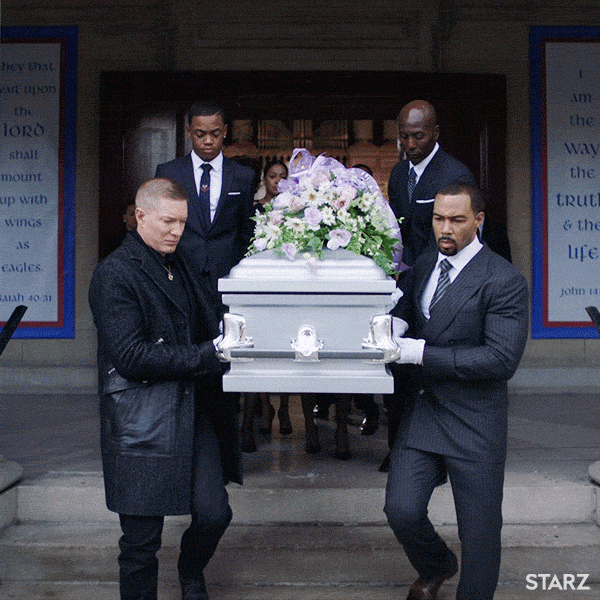 they that
wait upon
the
Lord
shall
mount
up with
wings
as
eagles.
Isaiah 40:31
I
am
the
way
the
truth
& the
life
john 14:
STARZ